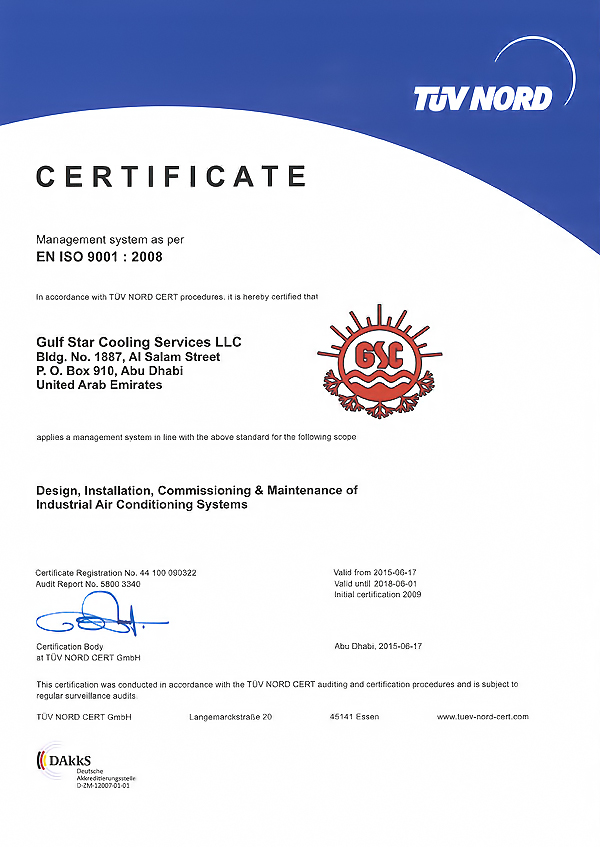 TÜV NORD
CERTIFICATE
Management system as per
EN ISO 9001 : 2008
In accordance with TÜV NORD CERT procedures, it is hereby certified that
Gulf Star Cooling Services LLC
Bldg. No. 1887, Al Salam Street
P. O. Box 910, Abu Dhabi
United Arab Emirates
GSC
applies a management system in line with the above standard for the following scope
Design, Installation, Commissioning & Maintenance of
Industrial Air Conditioning Systems
Certificate Registration No. 44 100 090322
Audit Report No. 5800 3340
Valid from 2015-06-17
Valid until 2018-06-01
Initial certification 2009
Certification Body
at TÜV NORD CERT GmbH
Abu Dhabi, 2015-06-17
This certification was conducted in accordance with the TÜV NORD CERT auditing and certification procedures and is subject to
regular surveillance audits.
TÜV NORD CERT GmbH Langemarckstraße 20 45141 Essen www.tuev-nord-cert.com
DAkkS
Deutsche
Akkreditierungsstelle
D-ZM-12007-01-01